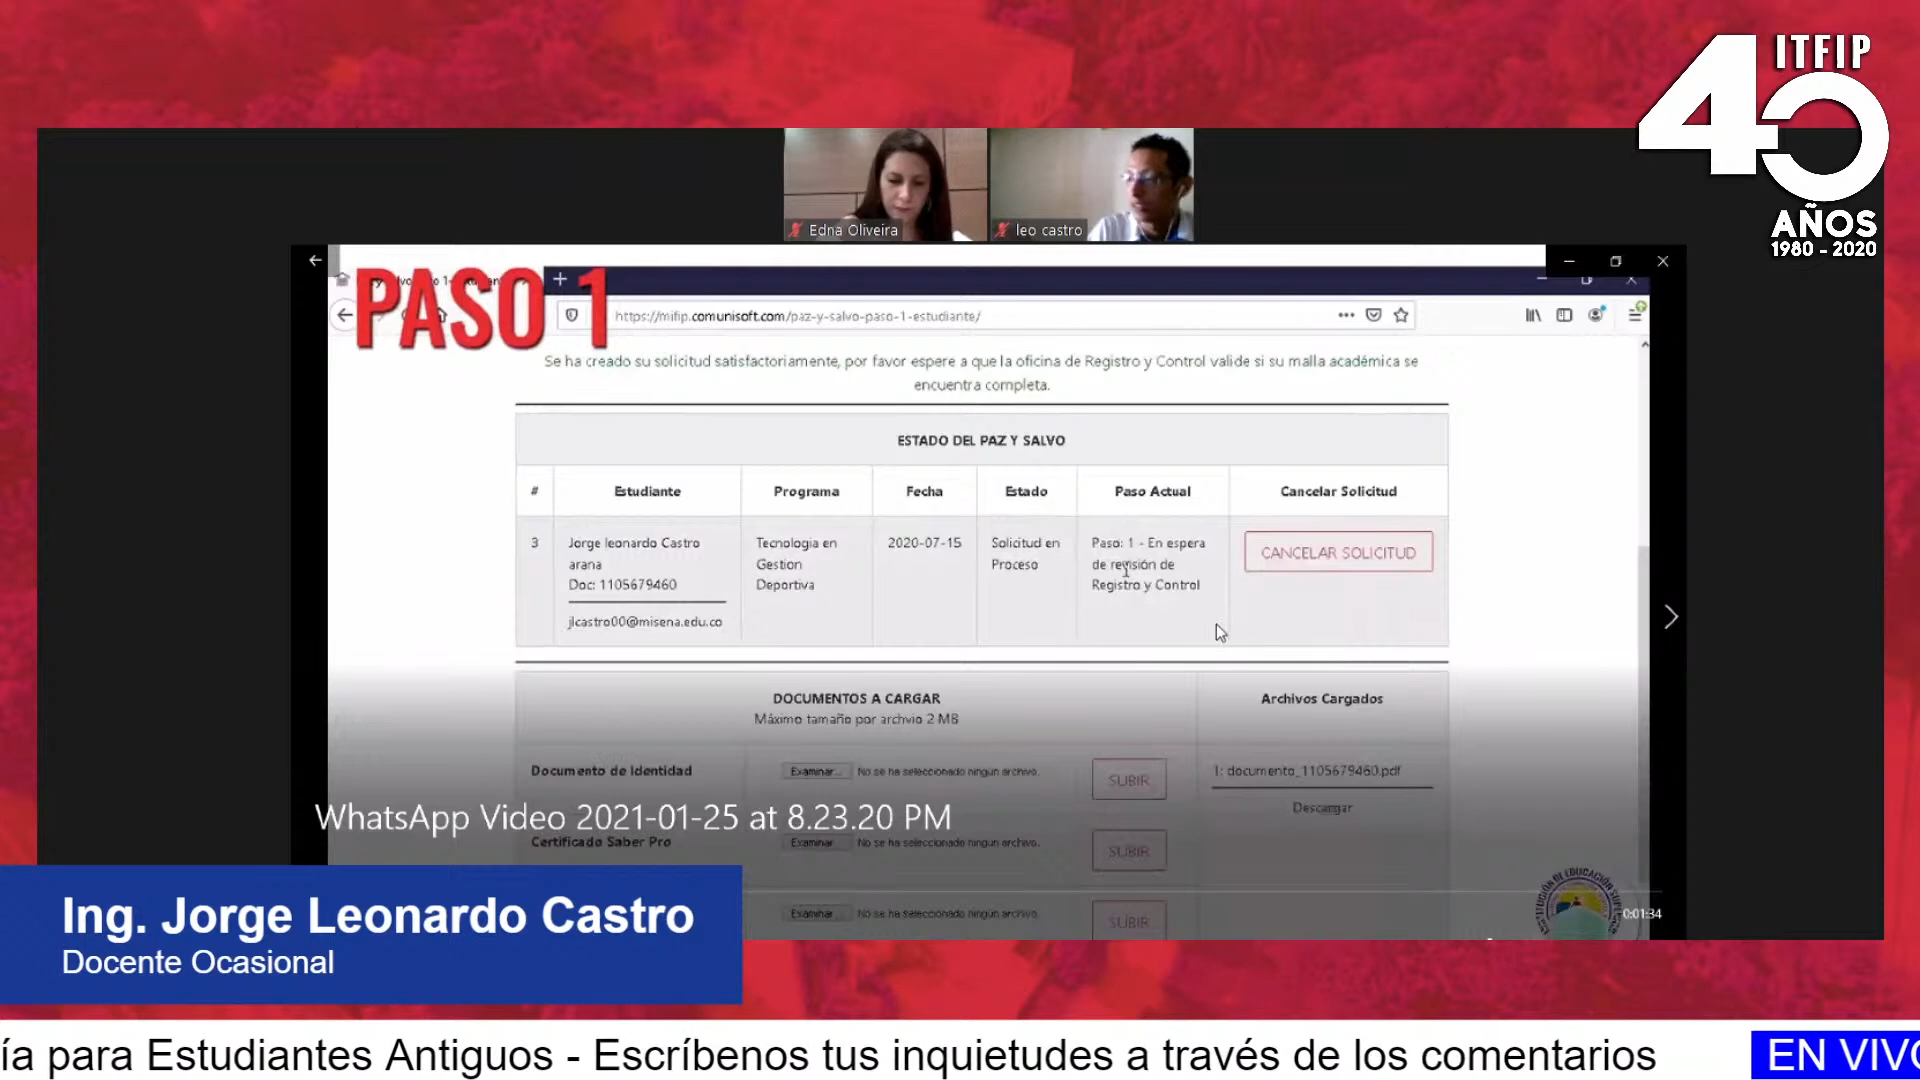 ITFIP
40
AÑOS
1980 - 2020
Edna Oliveira
leo castro
PASO 1
https://mifip.comunisoft.com/paz-y-salvo-paso-1-estudiante/
Se ha creado su solicitud satisfactoriamente, por favor espere a que la oficina de Registro y Control valide si su malla académica se
encuentra completa.
ESTADO DEL PAZ Y SALVO
# Estudiante Programa Fecha Estado Paso Actual Cancelar Solicitud
3 Jorge leonardo Castro Tecnologia en 2020-07-15 Solicitud en Paso: 1 - En espera CANCELAR SOLICITUD
arana Gestion Proceso de revisión de
Doc: 1105679460 Deportiva Registro y Control
jlcastro00@misena.edu.co
DOCUMENTOS A CARGAR Archivos Cargados
Máximo tamaño por archvio 2 MB
Documento de Identidad Examinar... No se ha seleccionado ningún archivo. SUBIR 1: documento_1105679460.pdf
Descargar
WhatsApp Video 2021-01-25 at 8.23.20 PM
Certificado Saber Pro Examinar... No se ha seleccionado ningún archivo. SUBIR
Examinar... No se ha seleccionado ningún archivo. SUBIR
0:01:34
Ing. Jorge Leonardo Castro
Docente Ocasional
ía para Estudiantes Antiguos - Escríbenos tus inquietudes a través de los comentarios
EN VIVO